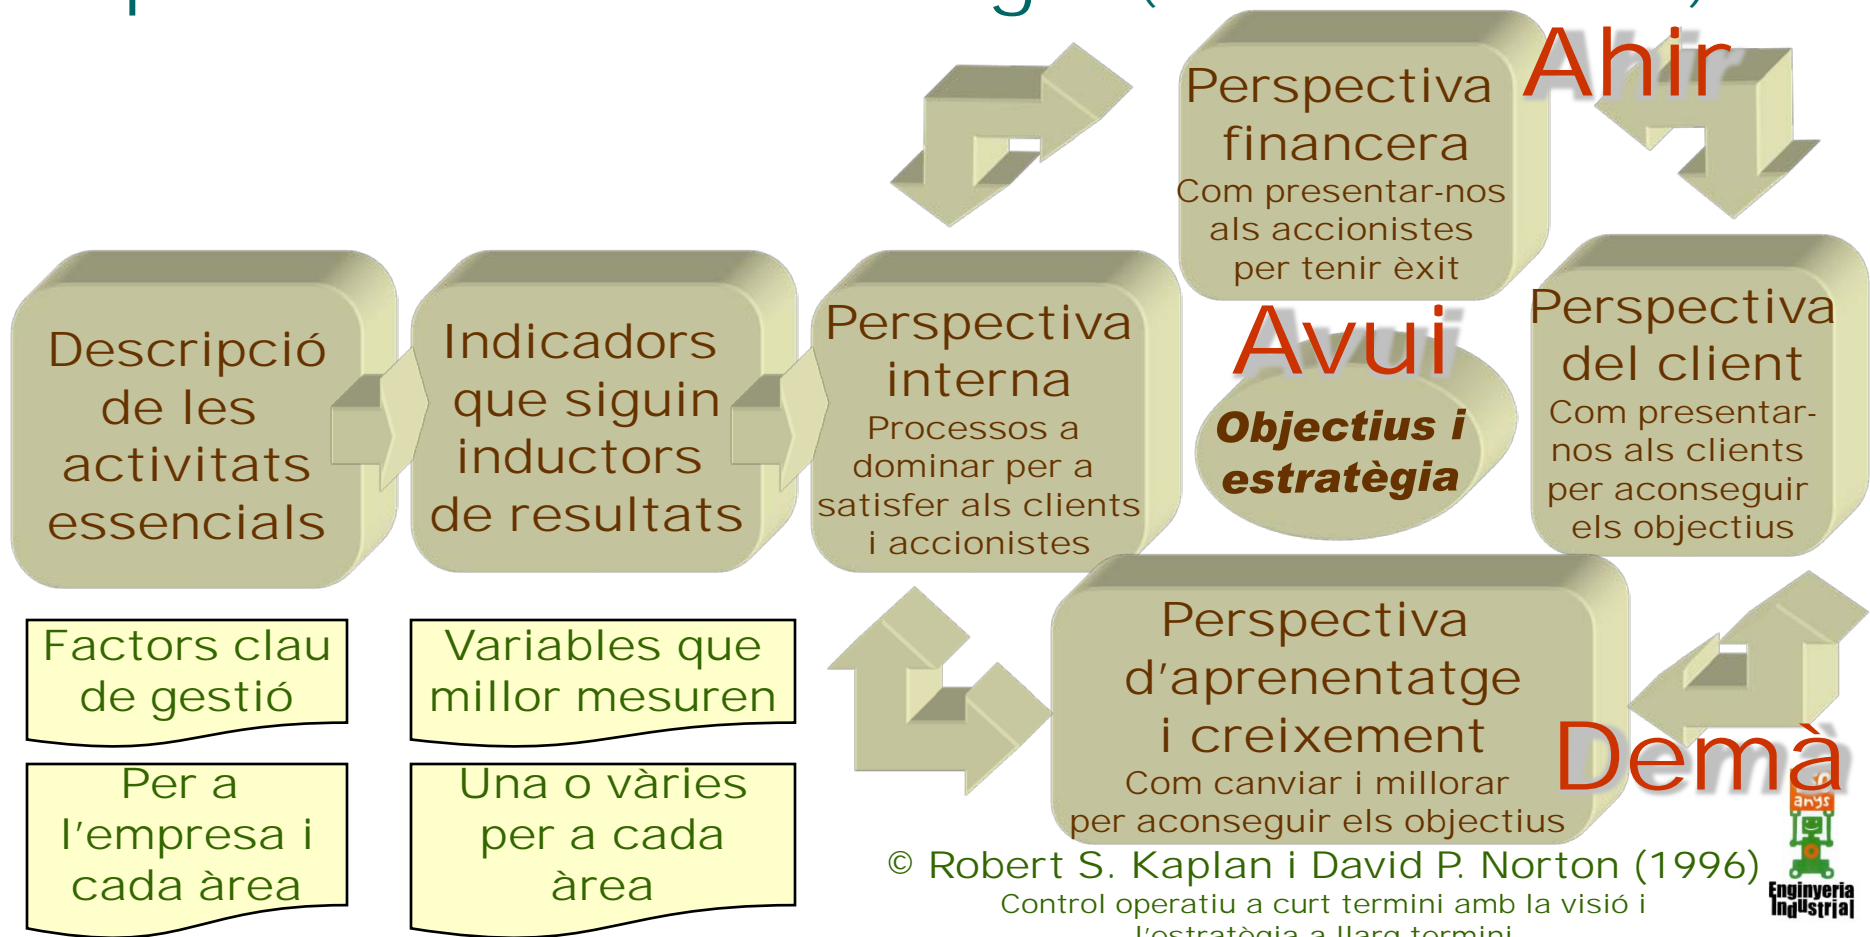 Ahir
Perspectiva
financera
Com presentar-nos
als accionistes
per tenir èxit
Descripció
de les
activitats
essencials
Indicadors
que siguin
inductors
de resultats
Perspectiva
interna
Processos a
dominar per a
satisfer als clients
i accionistes
Avui
Objectius i
estratègia
Perspectiva
del client
Com presentar-
nos als clients
per aconseguir
els objectius
Factors clau
de gestió
Variables que
millor mesuren
Perspectiva
d'aprenentatge
i creixement
Com canviar i millorar
per aconseguir els objectius
Demà
Per a
l'empresa i
cada àrea
Una o vàries
per a cada
àrea
© Robert S. Kaplan i David P. Norton (1996)
Control operatiu a curt termini amb la visió i
l'estratègia a llarg termini
anys
Enginyeria
Industrial